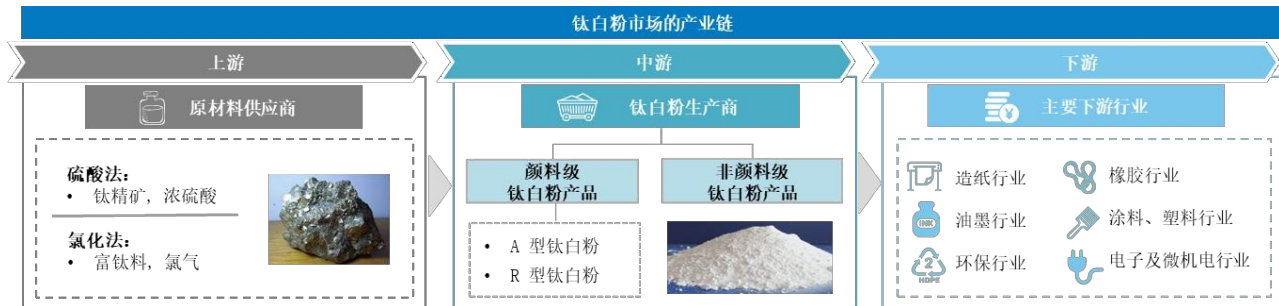 钛白粉市场的产业链
上游
中游
下游
原材料供应商
钛白粉生产商
主要下游行业
硫酸法：
• 钛精矿，浓硫酸
氯化法：
• 富钛料，氯气
颜料级
钛白粉产品
非颜料级
钛白粉产品
• A 型钛白粉
• R 型钛白粉
造纸行业
橡胶行业
INK
油墨行业
涂料、塑料行业
2
HDPE
环保行业
电子及微机电行业
¥